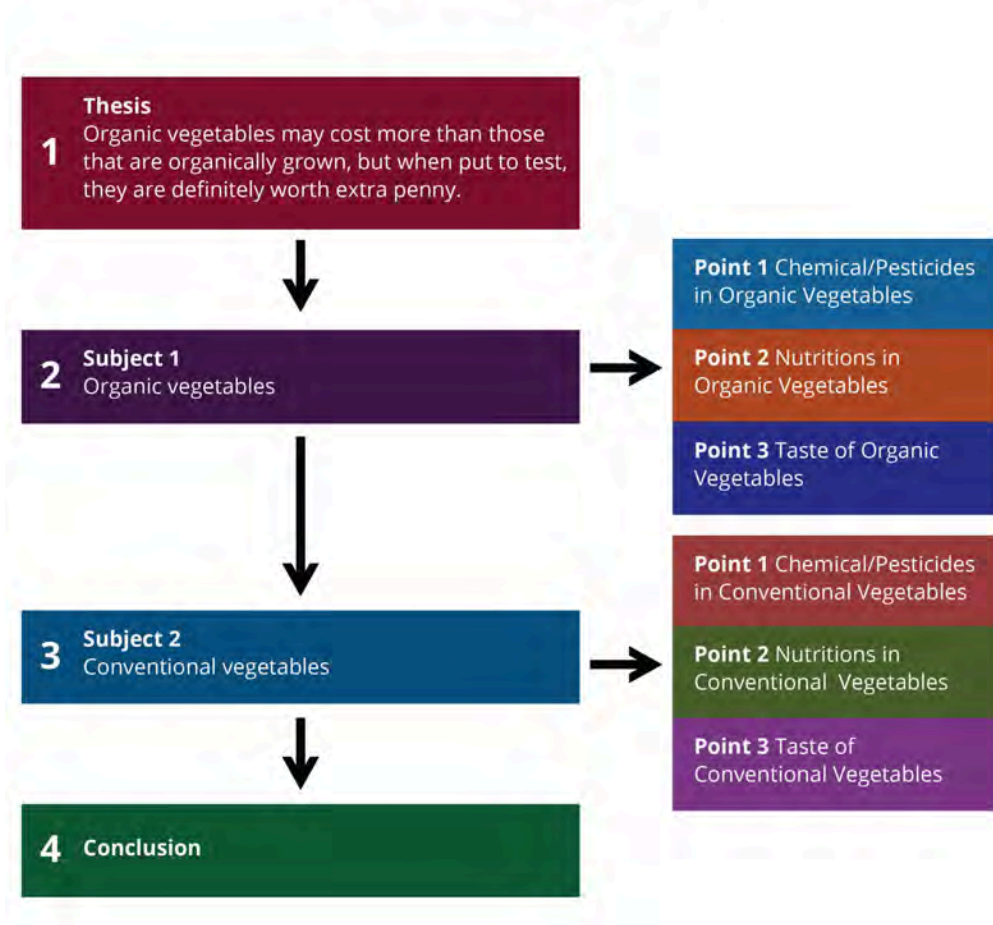 1
Thesis
Organic vegetables may cost more than those
that are organically grown, but when put to test,
they are definitely worth extra penny.
2
Subject 1
Organic vegetables
Point 1 Chemical/Pesticides
in Organic Vegetables
Point 2 Nutritions in
Organic Vegetables
Point 3 Taste of Organic
Vegetables
3
Subject 2
Conventional vegetables
Point 1 Chemical/Pesticides
in Conventional Vegetables
Point 2 Nutritions in
Conventional Vegetables
Point 3 Taste of
Conventional Vegetables
4
Conclusion